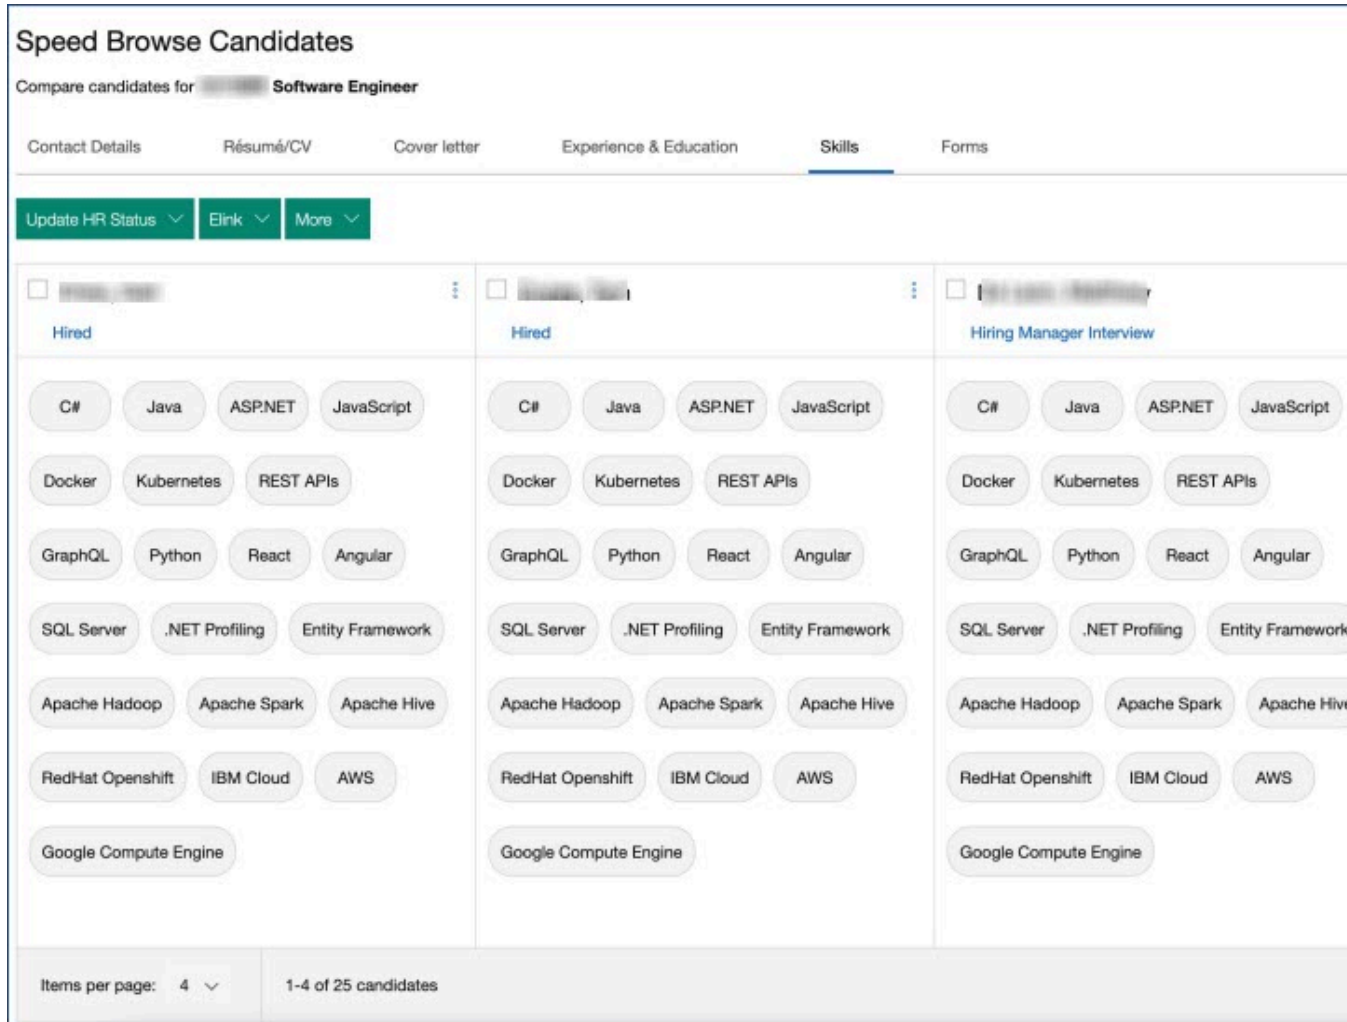 Speed Browse Candidates
Compare candidates for Software Engineer
Contact Details Résumé/CV Cover letter Experience & Education Skills Forms
Update HR Status Elink More
Hired Hired Hiring Manager Interview
C# Java ASP.NET JavaScript C# Java ASP.NET JavaScript C# Java ASP.NET JavaScript
Docker Kubernetes REST APIs Docker Kubernetes REST APIs Docker Kubernetes REST APIs
GraphQL Python React Angular GraphQL Python React Angular GraphQL Python React Angular
SQL Server .NET Profiling Entity Framework SQL Server .NET Profiling Entity Framework SQL Server .NET Profiling Entity Framework
Apache Hadoop Apache Spark Apache Hive Apache Hadoop Apache Spark Apache Hive Apache Hadoop Apache Spark Apache Hive
RedHat Openshift IBM Cloud AWS RedHat Openshift IBM Cloud AWS RedHat Openshift IBM Cloud AWS
Google Compute Engine Google Compute Engine Google Compute Engine
Items per page: 4 1-4 of 25 candidates